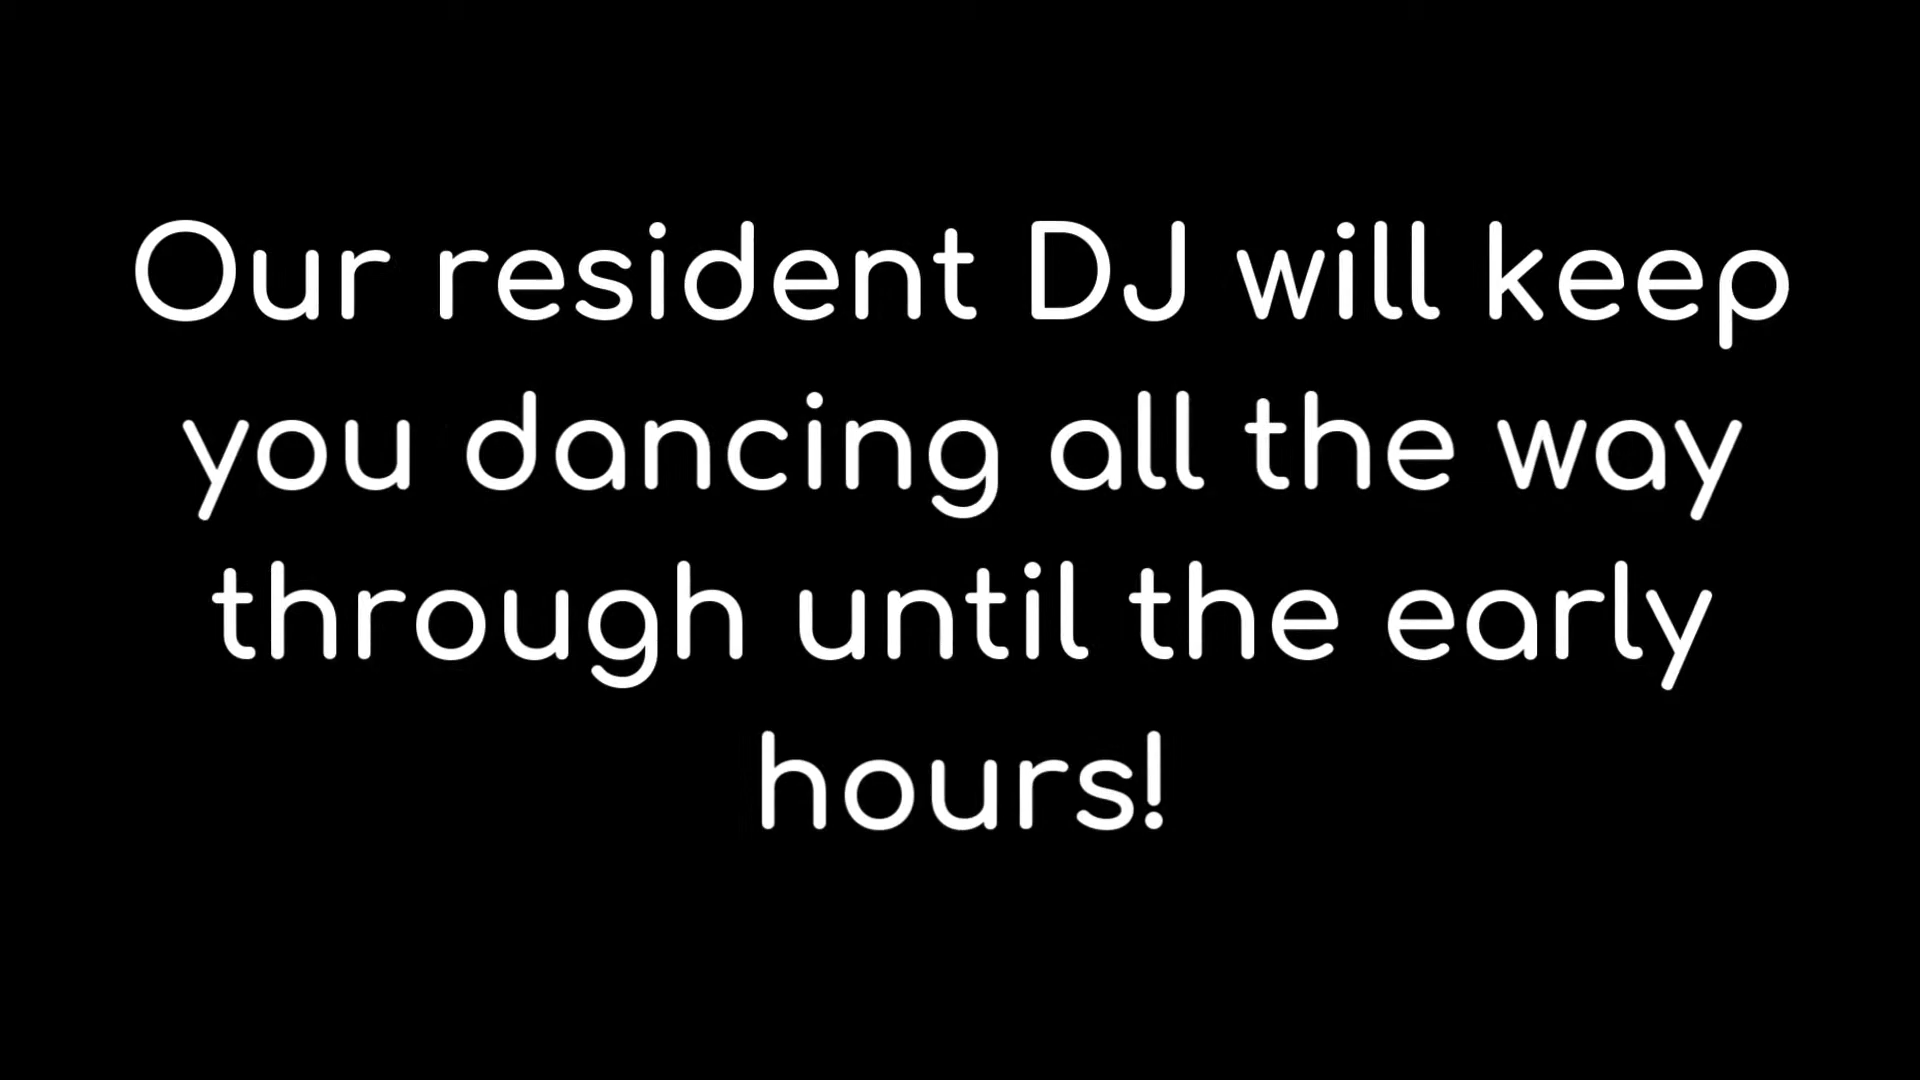 Our resident DJ will keep
you dancing all the way
through until the early
hours!